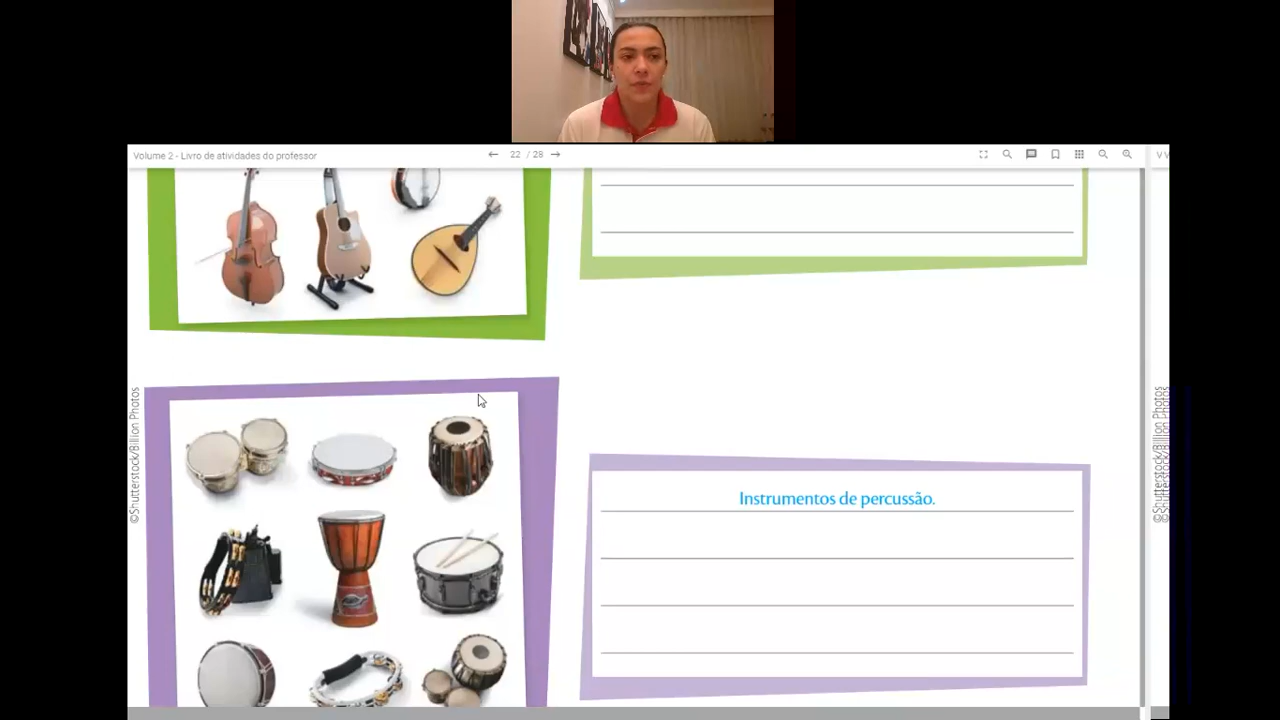 Volume 2 - Livro de atividades do professor
22 / 28
©Shutterstock/Billion Photos
Instrumentos de percussão.
©Shutterstock/Billion Photos